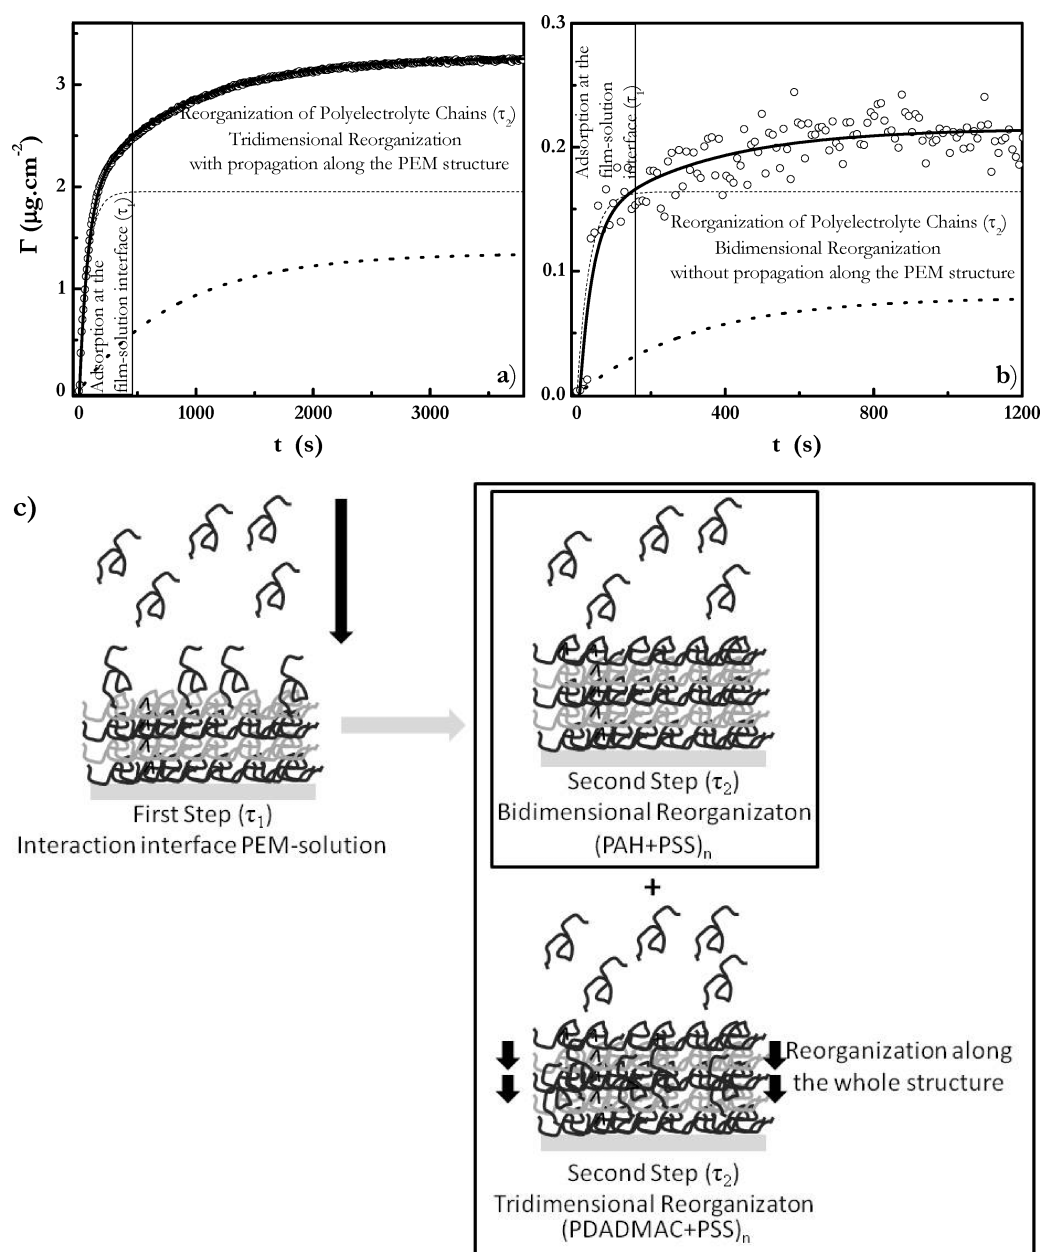 3
2
1
0
Γ (μg.cm⁻²)
Reorganization of Polyelectrolyte Chains (τ₂)
Tridimensional Reorganization
with propagation along the PEM structure
Adsorption at the
film-solution interface (τ₁)
a)
0
1000
2000
3000
t (s)
0.3
0.2
0.1
0.0
Adsorption at the
film-solution
interface (τ₁)
Reorganization of Polyelectrolyte Chains (τ₂)
Bidimensional Reorganization
without propagation along the PEM structure
b)
0
400
800
1200
t (s)
c)
First Step (τ₁)
Interaction interface PEM-solution
Second Step (τ₂)
Bidimensional Reorganizaton
(PAH+PSS)ₙ
+
Reorganization along
the whole structure
Second Step (τ₂)
Tridimensional Reorganizaton
(PDADMAC+PSS)ₙ